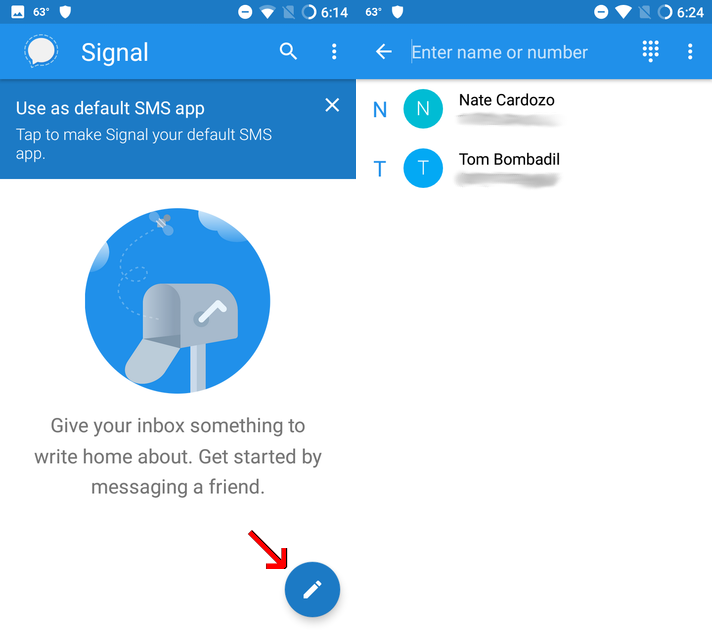 63° 6:14
Signal
Use as default SMS app
Tap to make Signal your default SMS
app.
Give your inbox something to
write home about. Get started by
messaging a friend.
63° 6:24
Enter name or number
N N Nate Cardozo
T T Tom Bombadil